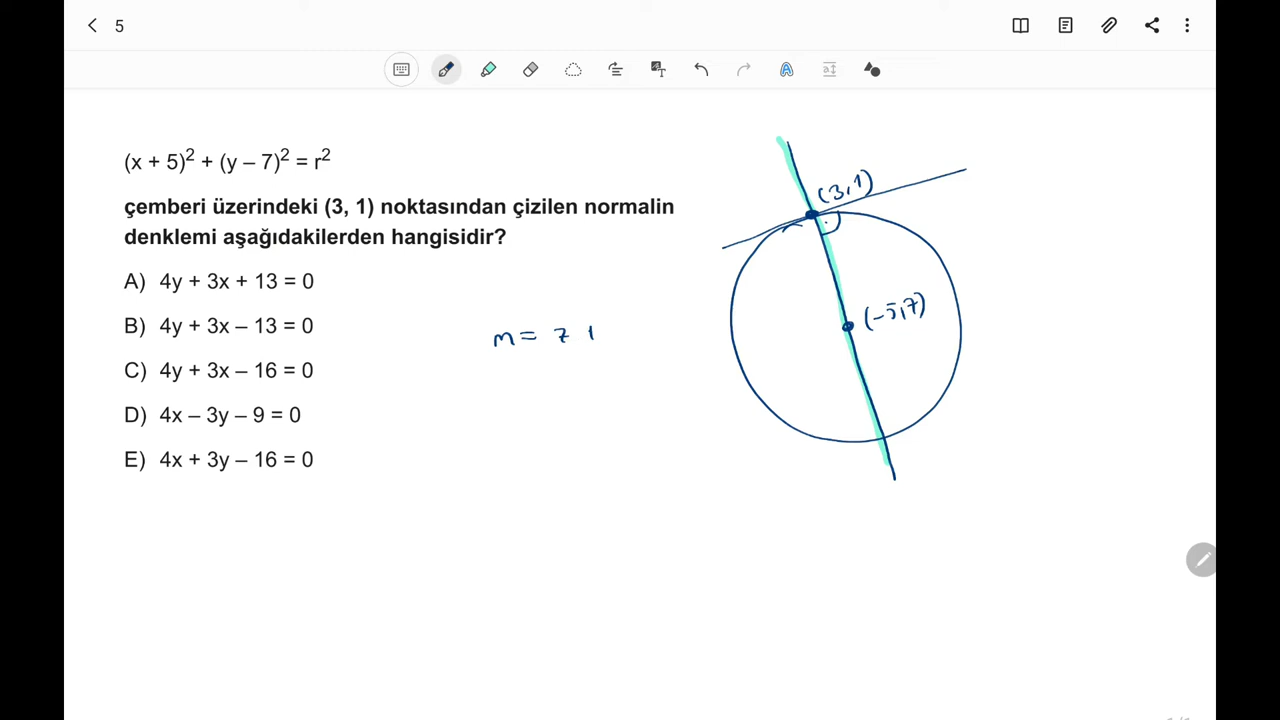 5
(x + 5)² + (y – 7)² = r²
çemberi üzerindeki (3, 1) noktasından çizilen normalin
denklemi aşağıdakilerden hangisidir?
A) 4y + 3x + 13 = 0
B) 4y + 3x – 13 = 0
C) 4y + 3x – 16 = 0
D) 4x – 3y – 9 = 0
E) 4x + 3y – 16 = 0
m = 7 1
(3,1)
(-5,7)